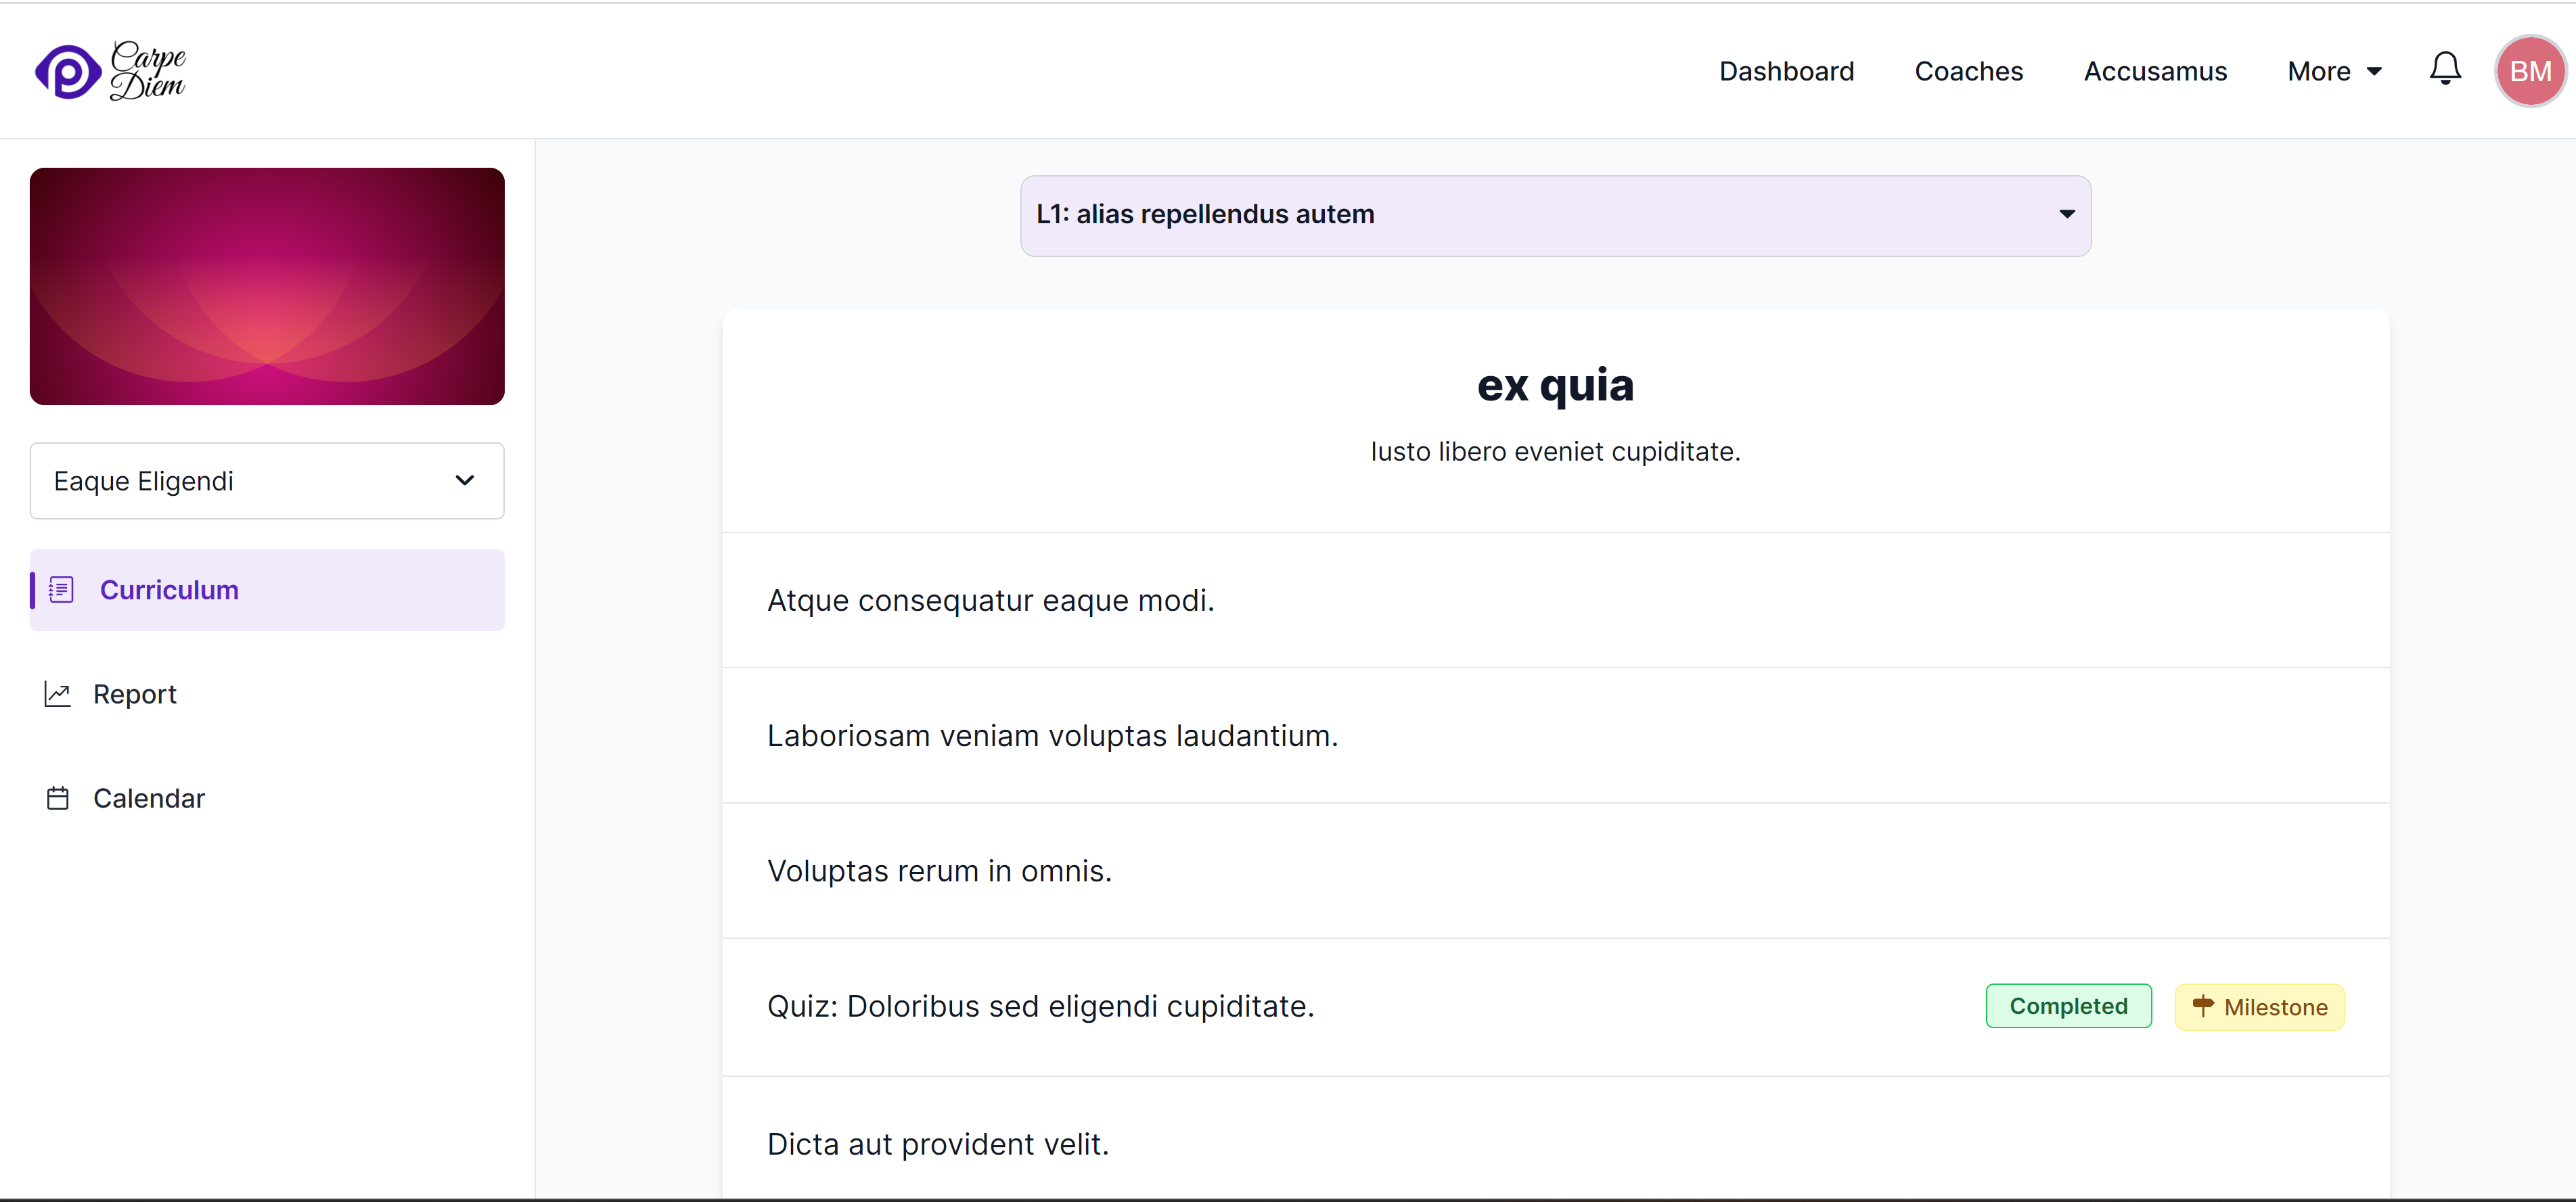 Carpe
Diem
Dashboard
Coaches
Accusamus
More
BM
Eaque Eligendi
Curriculum
Report
Calendar
L1: alias repellendus autem
ex quia
Iusto libero eveniet cupiditate.
Atque consequatur eaque modi.
Laboriosam veniam voluptas laudantium.
Voluptas rerum in omnis.
Quiz: Doloribus sed eligendi cupiditate.
Completed
Milestone
Dicta aut provident velit.